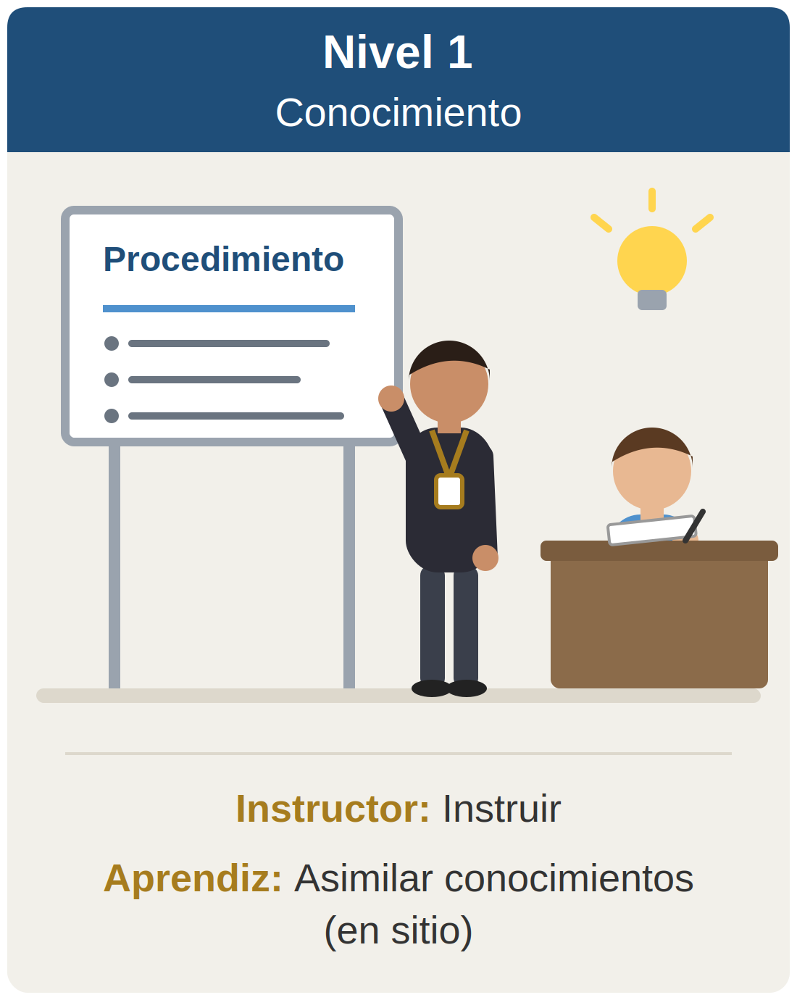 Nivel 1
Conocimiento
Procedimiento
Instructor: Instruir
Aprendiz: Asimilar conocimientos
(en sitio)